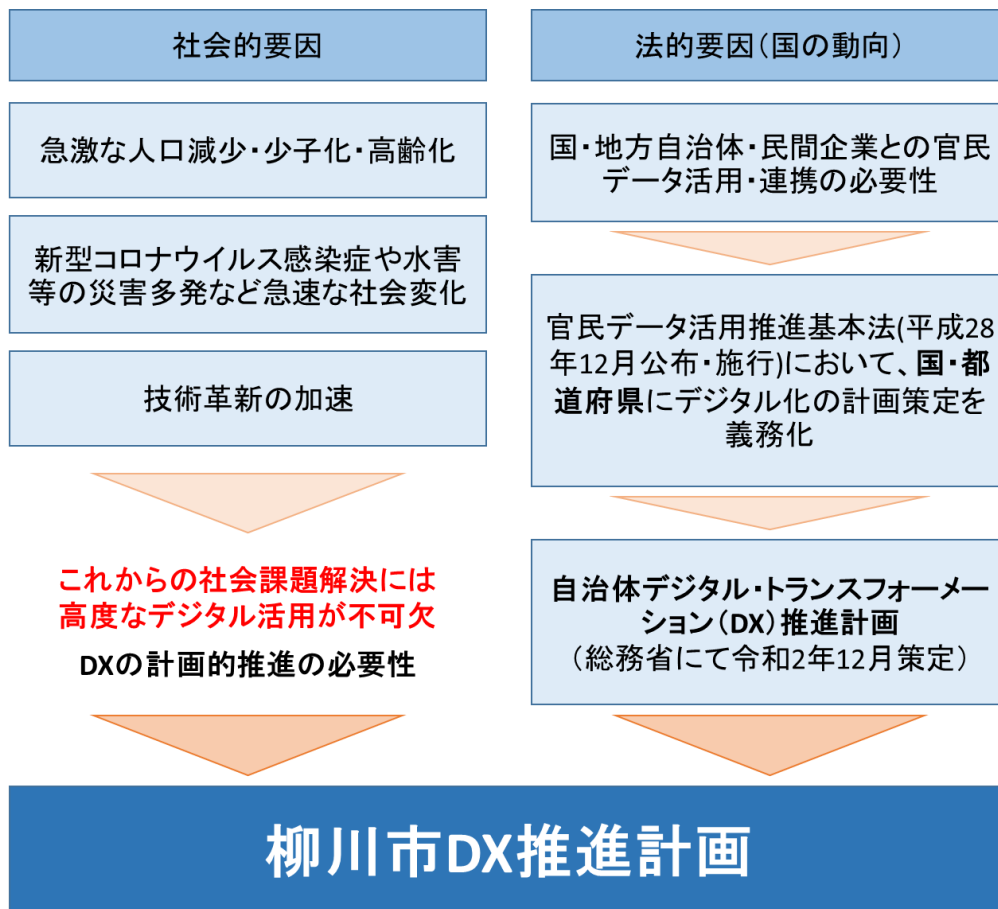 社会的要因
急激な人口減少・少子化・高齢化
新型コロナウイルス感染症や水害
等の災害多発など急速な社会変化
技術革新の加速
これからの社会課題解決には
高度なデジタル活用が不可欠
DXの計画的推進の必要性
法的要因（国の動向）
国・地方自治体・民間企業との官民
データ活用・連携の必要性
官民データ活用推進基本法(平成28
年12月公布・施行)において、国・都
道府県にデジタル化の計画策定を
義務化
自治体デジタル・トランスフォーメー
ション（DX）推進計画
（総務省にて令和2年12月策定）
柳川市DX推進計画